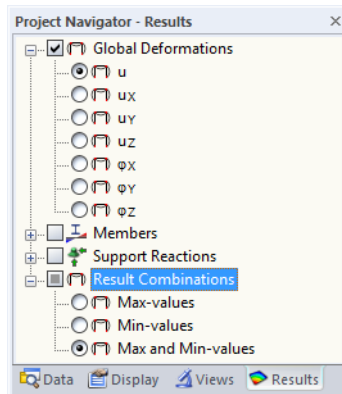 Project Navigator - Results
Global Deformations
u
uX
uY
uZ
φX
φY
φZ
Members
Support Reactions
Result Combinations
Max-values
Min-values
Max and Min-values
Data Display Views Results